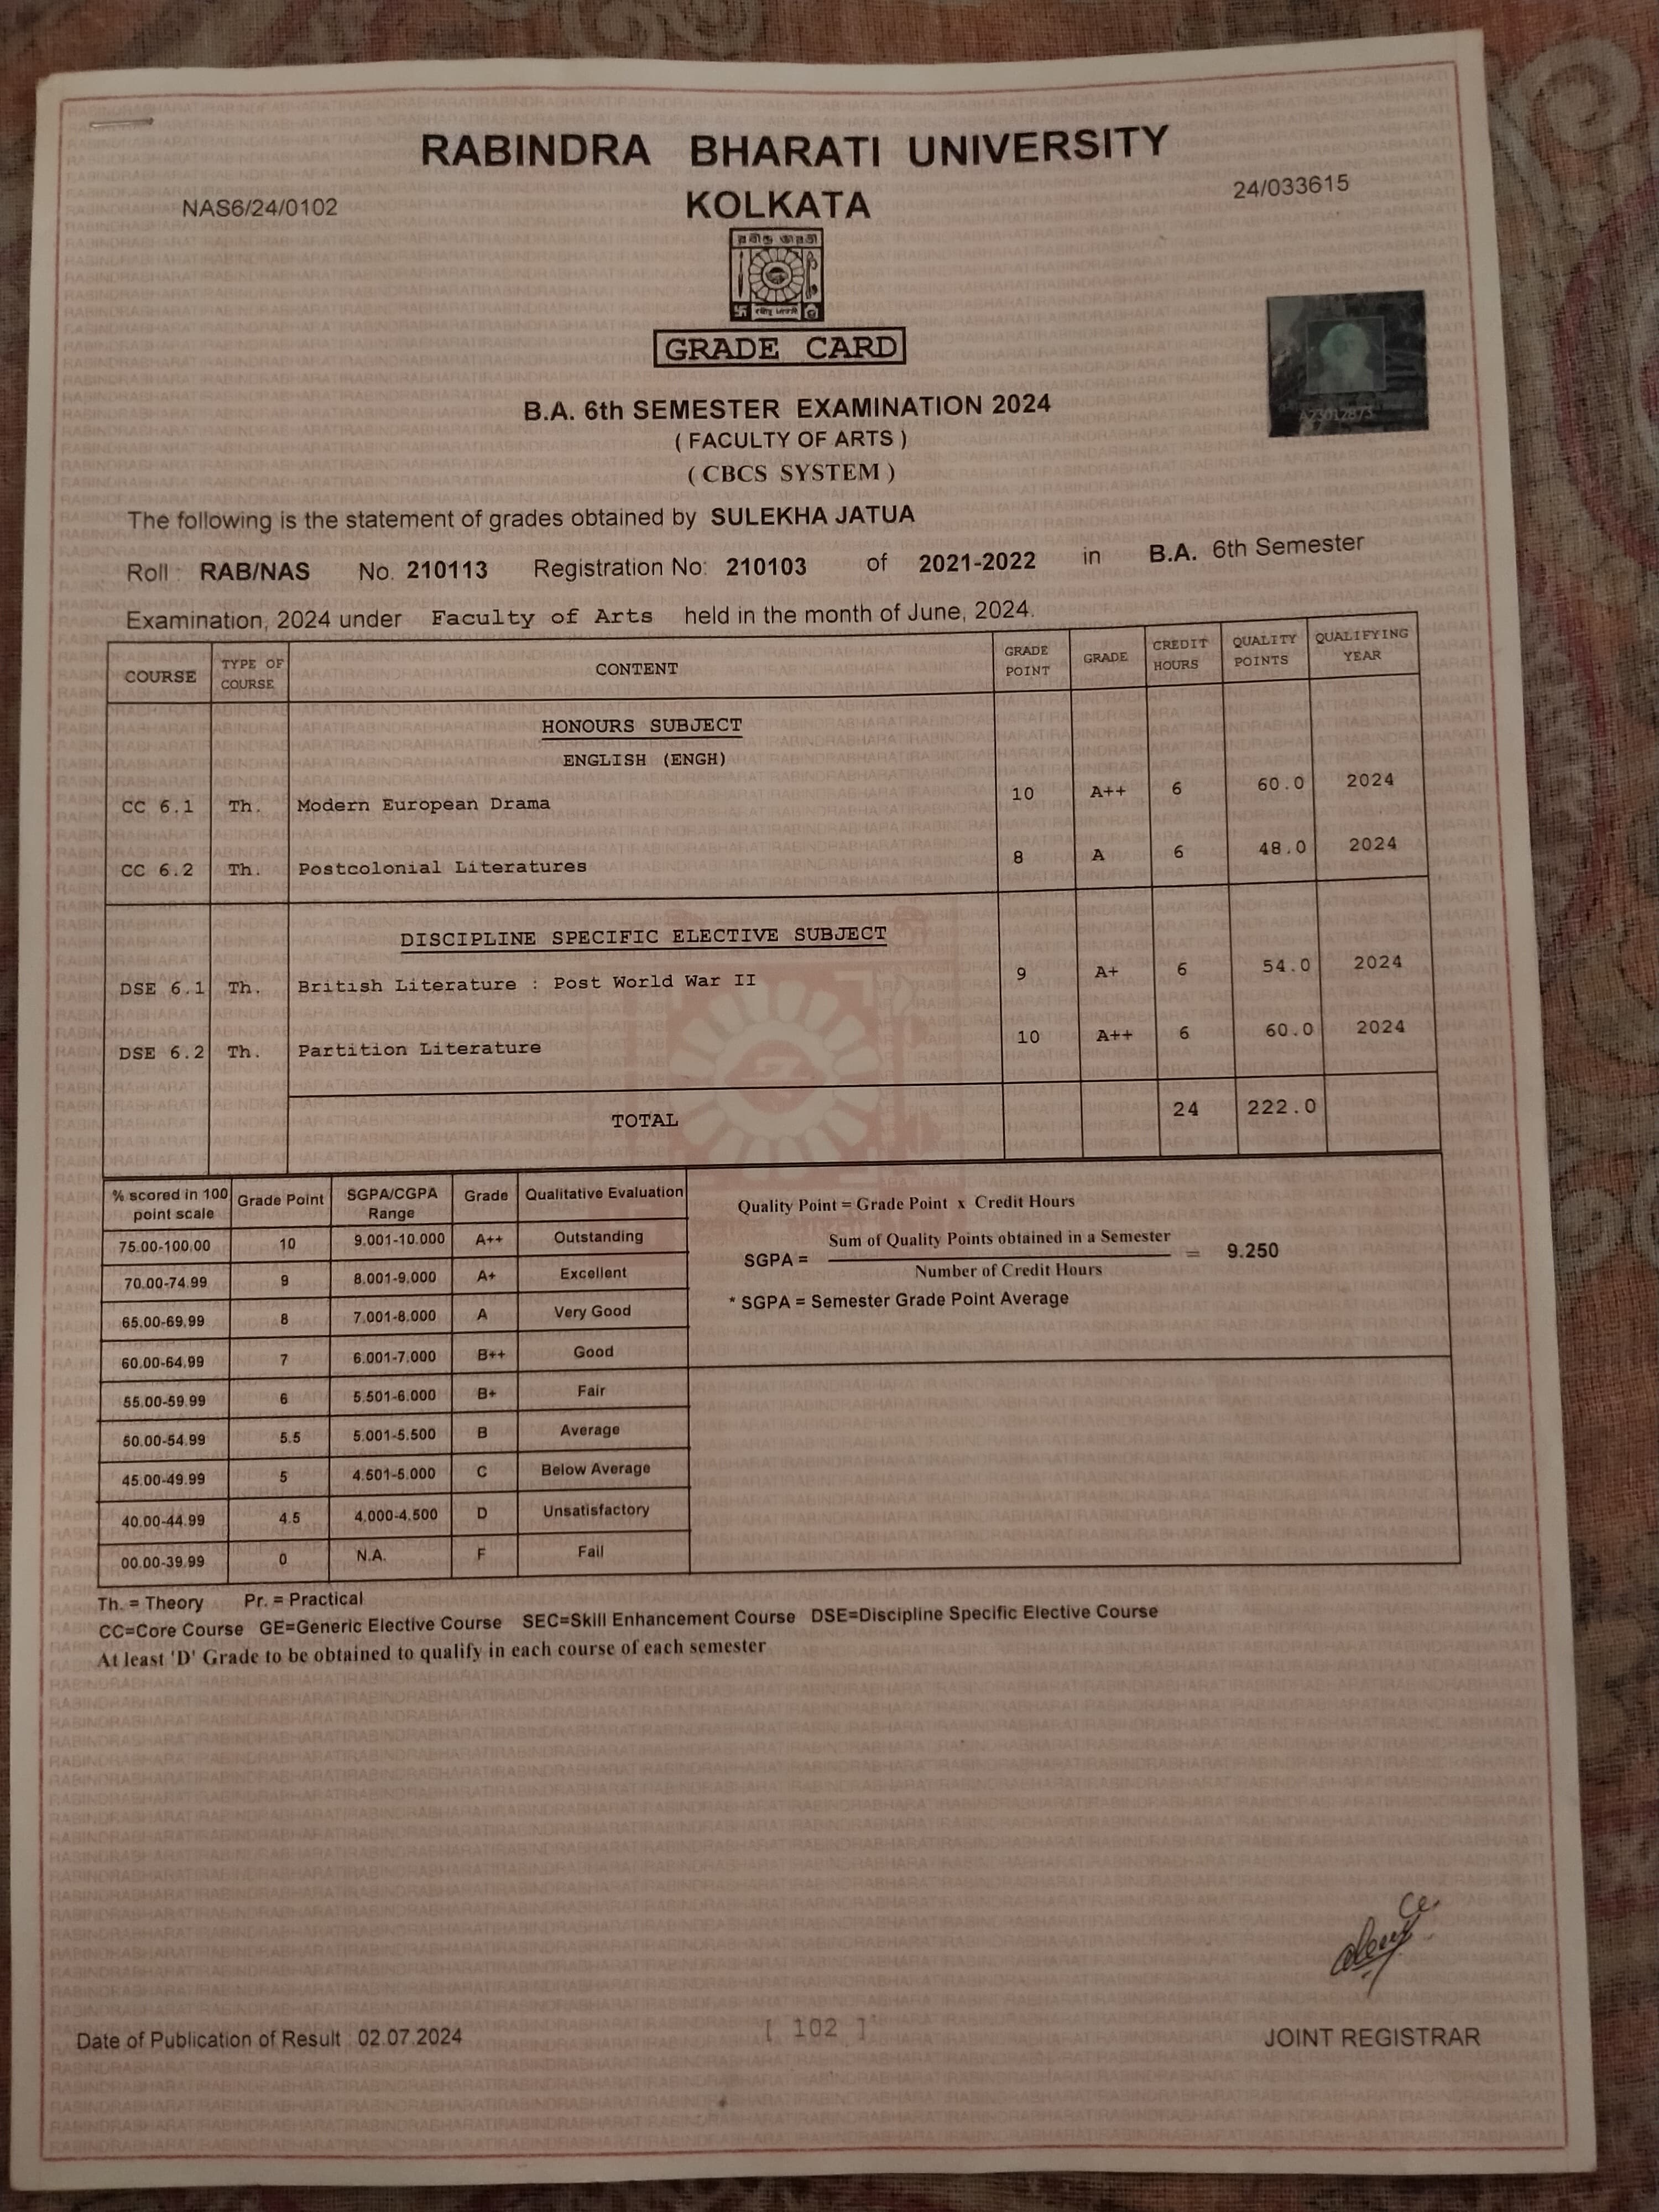 RABINDRA BHARATI UNIVERSITY
NAS6/24/0102 KOLKATA 24/033615
রবীন্দ্র ভারতী
GRADE CARD
B.A. 6th SEMESTER EXAMINATION 2024
( FACULTY OF ARTS )
( CBCS SYSTEM )
The following is the statement of grades obtained by SULEKHA JATUA
Roll : RAB/NAS No. 210113 Registration No: 210103 of 2021-2022 in B.A. 6th Semester
Examination, 2024 under Faculty of Arts held in the month of June, 2024.
COURSE TYPE OF COURSE CONTENT GRADE POINT GRADE CREDIT HOURS QUALITY POINTS QUALIFYING YEAR
HONOURS SUBJECT
ENGLISH (ENGH)
CC 6.1 Th. Modern European Drama 10 A++ 6 60.0 2024
CC 6.2 Th. Postcolonial Literatures 8 A 6 48.0 2024
DISCIPLINE SPECIFIC ELECTIVE SUBJECT
DSE 6.1 Th. British Literature : Post World War II 9 A+ 6 54.0 2024
DSE 6.2 Th. Partition Literature 10 A++ 6 60.0 2024
TOTAL 24 222.0
% scored in 100 point scale Grade Point SGPA/CGPA Range Grade Qualitative Evaluation
75.00-100.00 10 9.001-10.000 A++ Outstanding
70.00-74.99 9 8.001-9.000 A+ Excellent
65.00-69.99 8 7.001-8.000 A Very Good
60.00-64.99 7 6.001-7.000 B++ Good
55.00-59.99 6 5.501-6.000 B+ Fair
50.00-54.99 5.5 5.001-5.500 B Average
45.00-49.99 5 4.501-5.000 C Below Average
40.00-44.99 4.5 4.000-4.500 D Unsatisfactory
00.00-39.99 0 N.A. F Fail
Quality Point = Grade Point x Credit Hours
SGPA = Sum of Quality Points obtained in a Semester / Number of Credit Hours = 9.250
* SGPA = Semester Grade Point Average
Th. = Theory Pr. = Practical
CC=Core Course GE=Generic Elective Course SEC=Skill Enhancement Course DSE=Discipline Specific Elective Course
At least 'D' Grade to be obtained to qualify in each course of each semester
Date of Publication of Result : 02.07.2024 [ 102 ] JOINT REGISTRAR